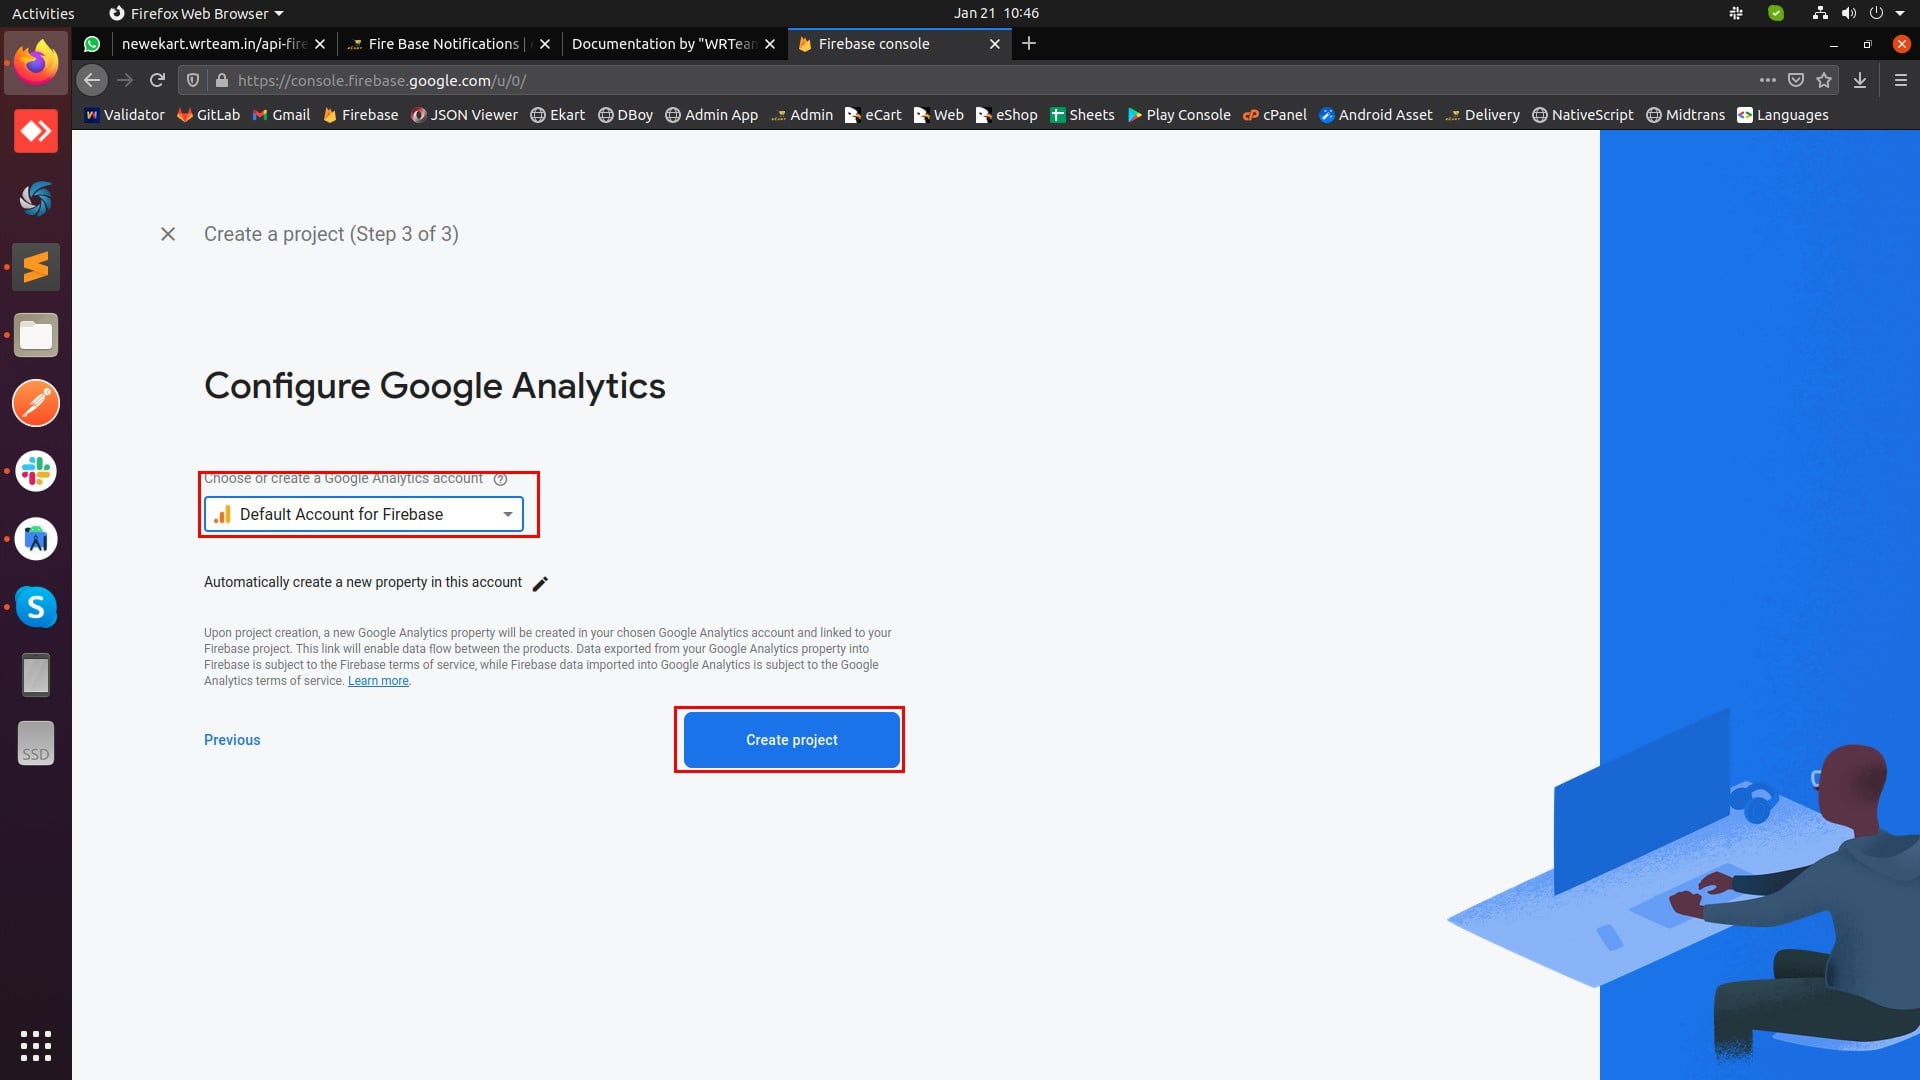 Activities
Firefox Web Browser
Jan 21 10:46
newekart.wrteam.in/api-fire
Fire Base Notifications |
Documentation by "WRTeam
Firebase console
https://console.firebase.google.com/u/0/
Validator
GitLab
Gmail
Firebase
JSON Viewer
Ekart
DBoy
Admin App
Admin
eCart
Web
eShop
Sheets
Play Console
cPanel
Android Asset
Delivery
NativeScript
Midtrans
Languages
Create a project (Step 3 of 3)
Configure Google Analytics
Choose or create a Google Analytics account
Default Account for Firebase
Automatically create a new property in this account
Upon project creation, a new Google Analytics property will be created in your chosen Google Analytics account and linked to your
Firebase project. This link will enable data flow between the products. Data exported from your Google Analytics property into
Firebase is subject to the Firebase terms of service, while Firebase data imported into Google Analytics is subject to the Google
Analytics terms of service. Learn more.
Previous
Create project
SSD